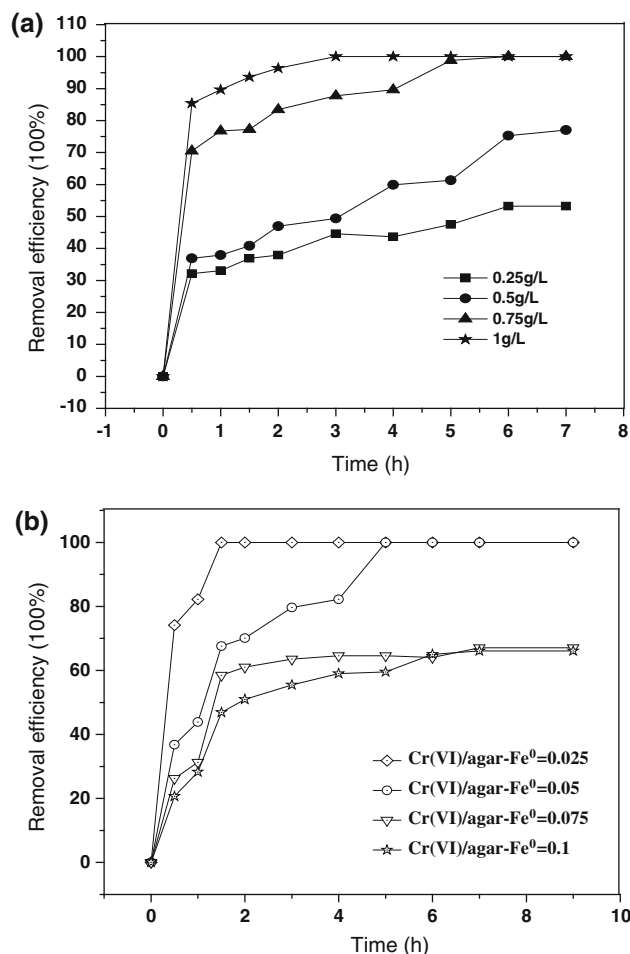 (a)
110
100
90
80
70
60
50
40
30
20
10
0
-10
Removal efficiency (100%)
0.25g/L
0.5g/L
0.75g/L
1g/L
-1 0 1 2 3 4 5 6 7 8
Time (h)
(b)
100
80
60
40
20
0
Removal efficiency (100%)
Cr(VI)/agar-Fe⁰=0.025
Cr(VI)/agar-Fe⁰=0.05
Cr(VI)/agar-Fe⁰=0.075
Cr(VI)/agar-Fe⁰=0.1
0 2 4 6 8 10
Time (h)